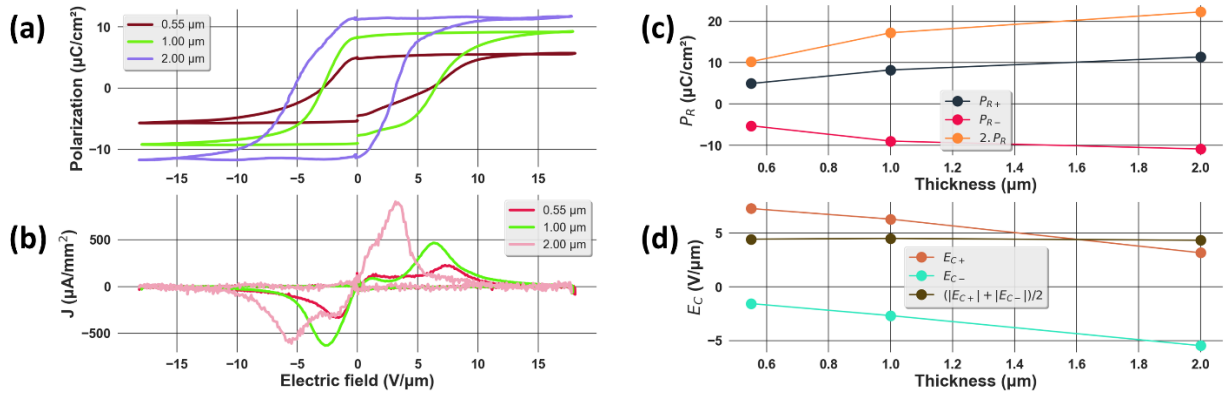 (a)
Polarization (µC/cm²)
10
0
−10
0.55 µm
1.00 µm
2.00 µm
−15 −10 −5 0 5 10 15
(b)
J (µA/mm²)
500
0
−500
0.55 µm
1.00 µm
2.00 µm
−15 −10 −5 0 5 10 15
Electric field (V/µm)
(c)
P_R (µC/cm²)
20
10
0
−10
P_R+
P_R−
2.P_R
0.6 0.8 1.0 1.2 1.4 1.6 1.8 2.0
Thickness (µm)
(d)
E_C (V/µm)
5
0
−5
E_C+
E_C−
(|E_C+| + |E_C−|)/2
0.6 0.8 1.0 1.2 1.4 1.6 1.8 2.0
Thickness (µm)